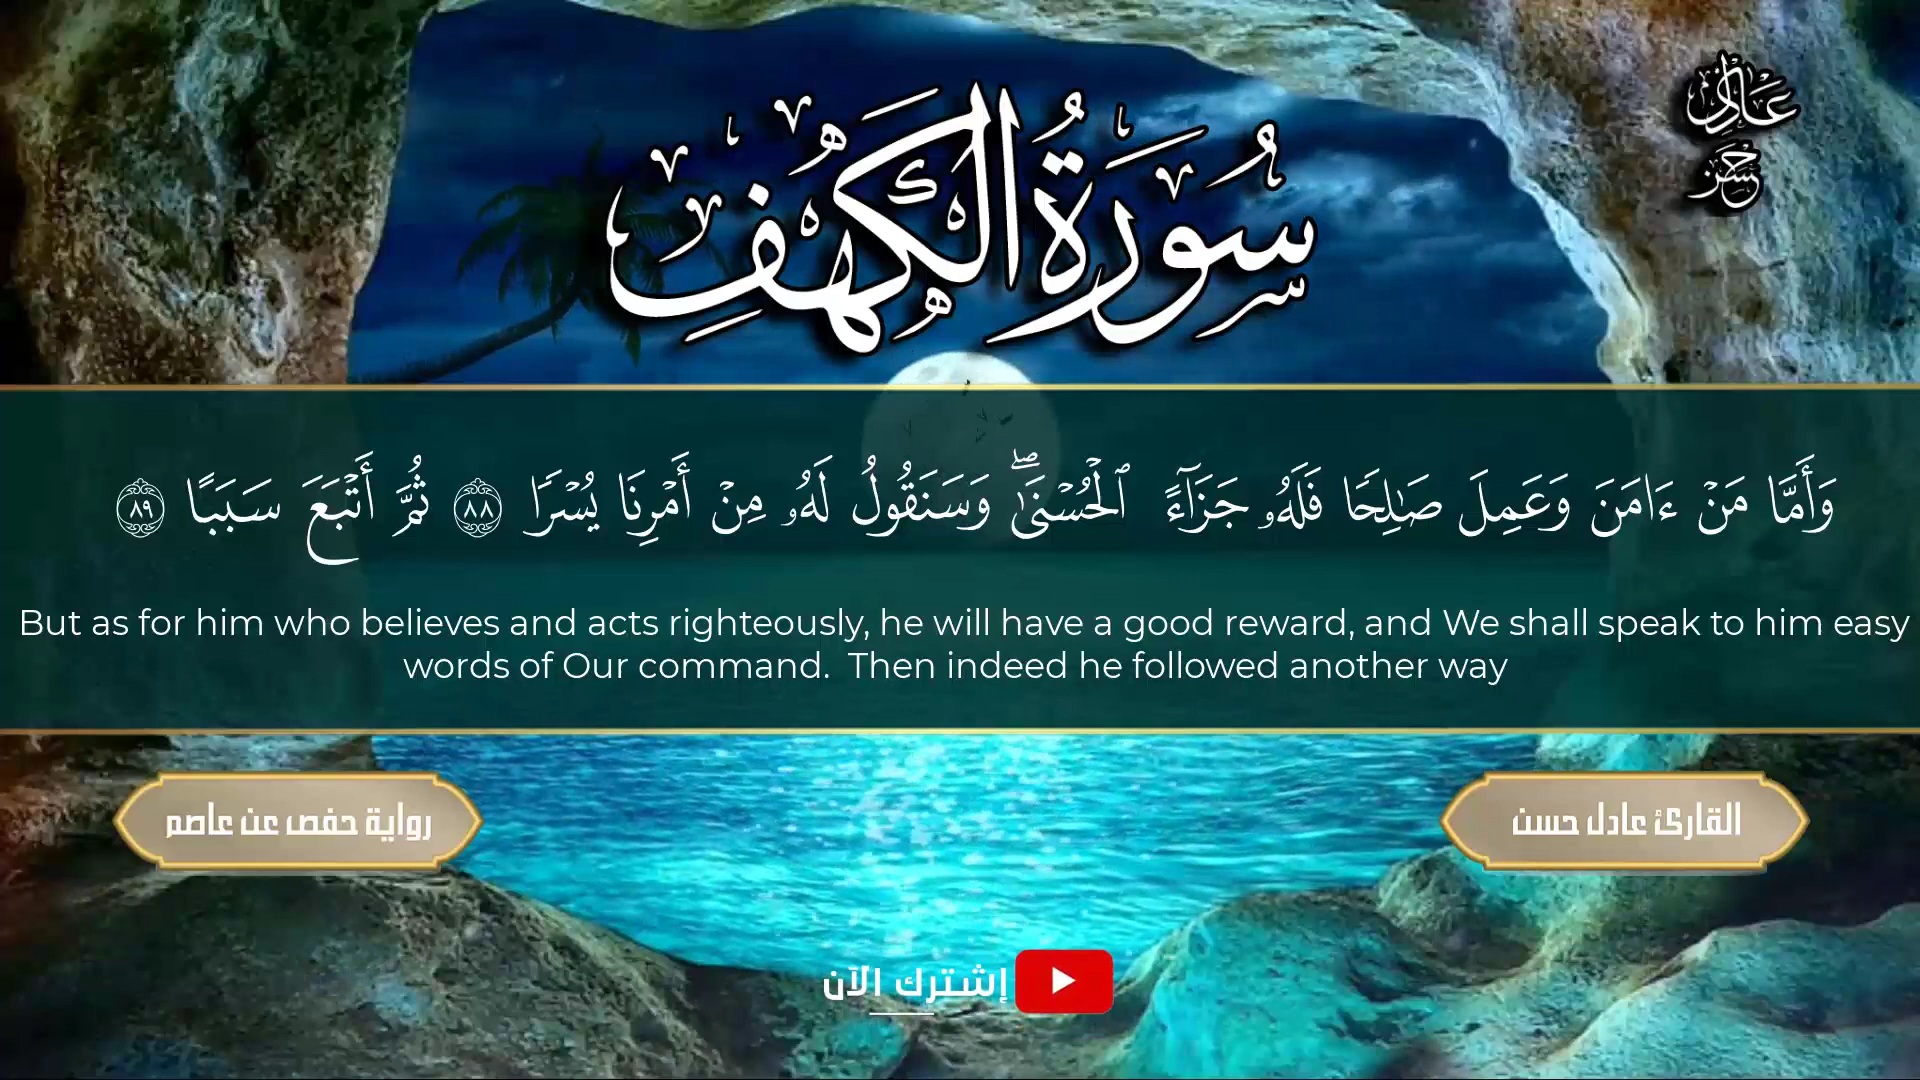 سُورَةُ الْكَهْفِ
عادل
حسن
وَأَمَّا مَنْ ءَامَنَ وَعَمِلَ صَٰلِحًا فَلَهُۥ جَزَآءً ٱلْحُسْنَىٰ ۖ وَسَنَقُولُ لَهُۥ مِنْ أَمْرِنَا يُسْرًا ٨٨ ثُمَّ أَتْبَعَ سَبَبًا ٨٩
But as for him who believes and acts righteously, he will have a good reward, and We shall speak to him easy
words of Our command. Then indeed he followed another way
القارئ عادل حسن
رواية حفص عن عاصم
إشترك الآن